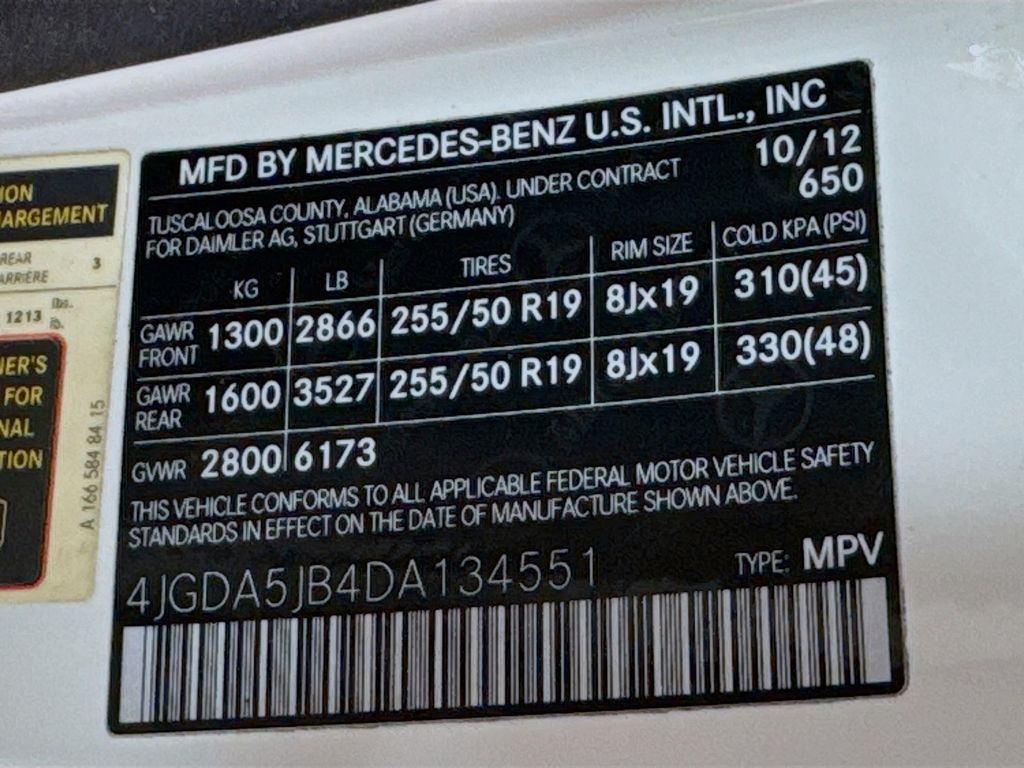 MFD BY MERCEDES-BENZ U.S. INTL., INC
TUSCALOOSA COUNTY, ALABAMA (USA), UNDER CONTRACT 10/12
FOR DAIMLER AG, STUTTGART (GERMANY) 650
KG LB TIRES RIM SIZE COLD KPA (PSI)
GAWR FRONT 1300 2866 255/50 R19 8Jx19 310(45)
GAWR REAR 1600 3527 255/50 R19 8Jx19 330(48)
GVWR 2800 6173
THIS VEHICLE CONFORMS TO ALL APPLICABLE FEDERAL MOTOR VEHICLE SAFETY
STANDARDS IN EFFECT ON THE DATE OF MANUFACTURE SHOWN ABOVE.
4JGDA5JB4DA134551 TYPE: MPV
ION
ARGEMENT
REAR 3
ARRIÈRE
lbs.
1213 lb.
NER'S
FOR
NAL
TION
A 166 584 84 15